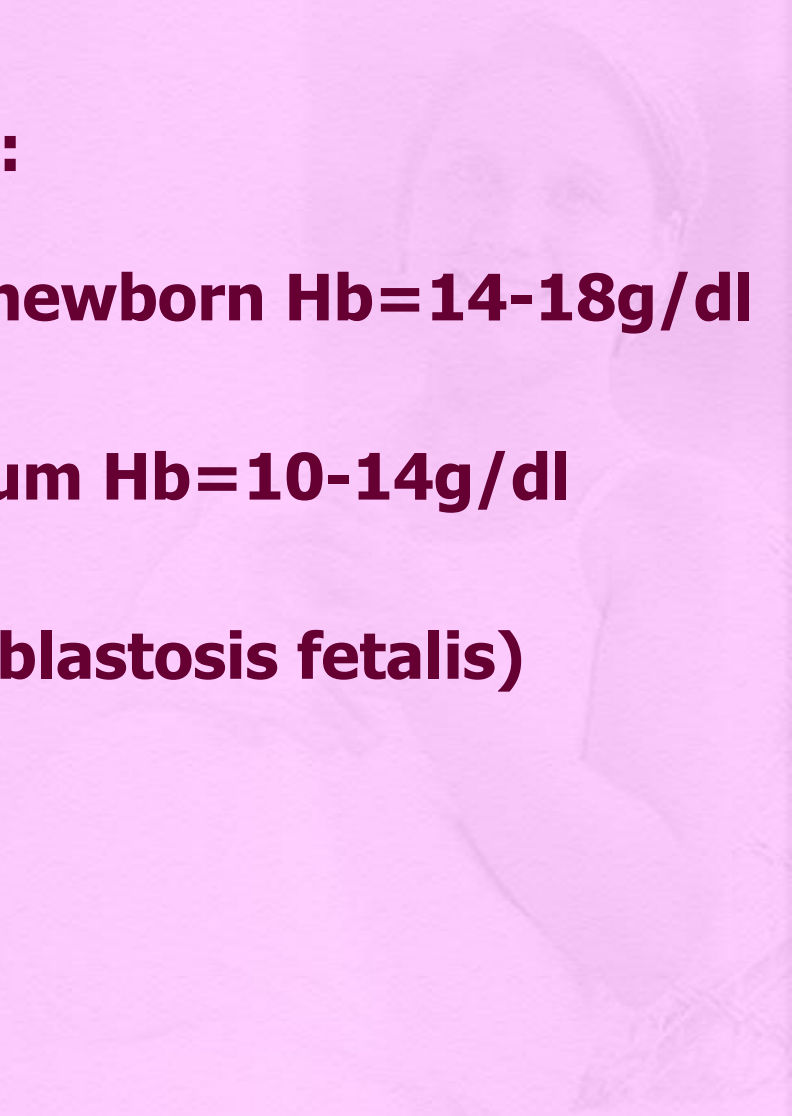 :
newborn Hb=14-18g/dl
um Hb=10-14g/dl
blastosis fetalis)